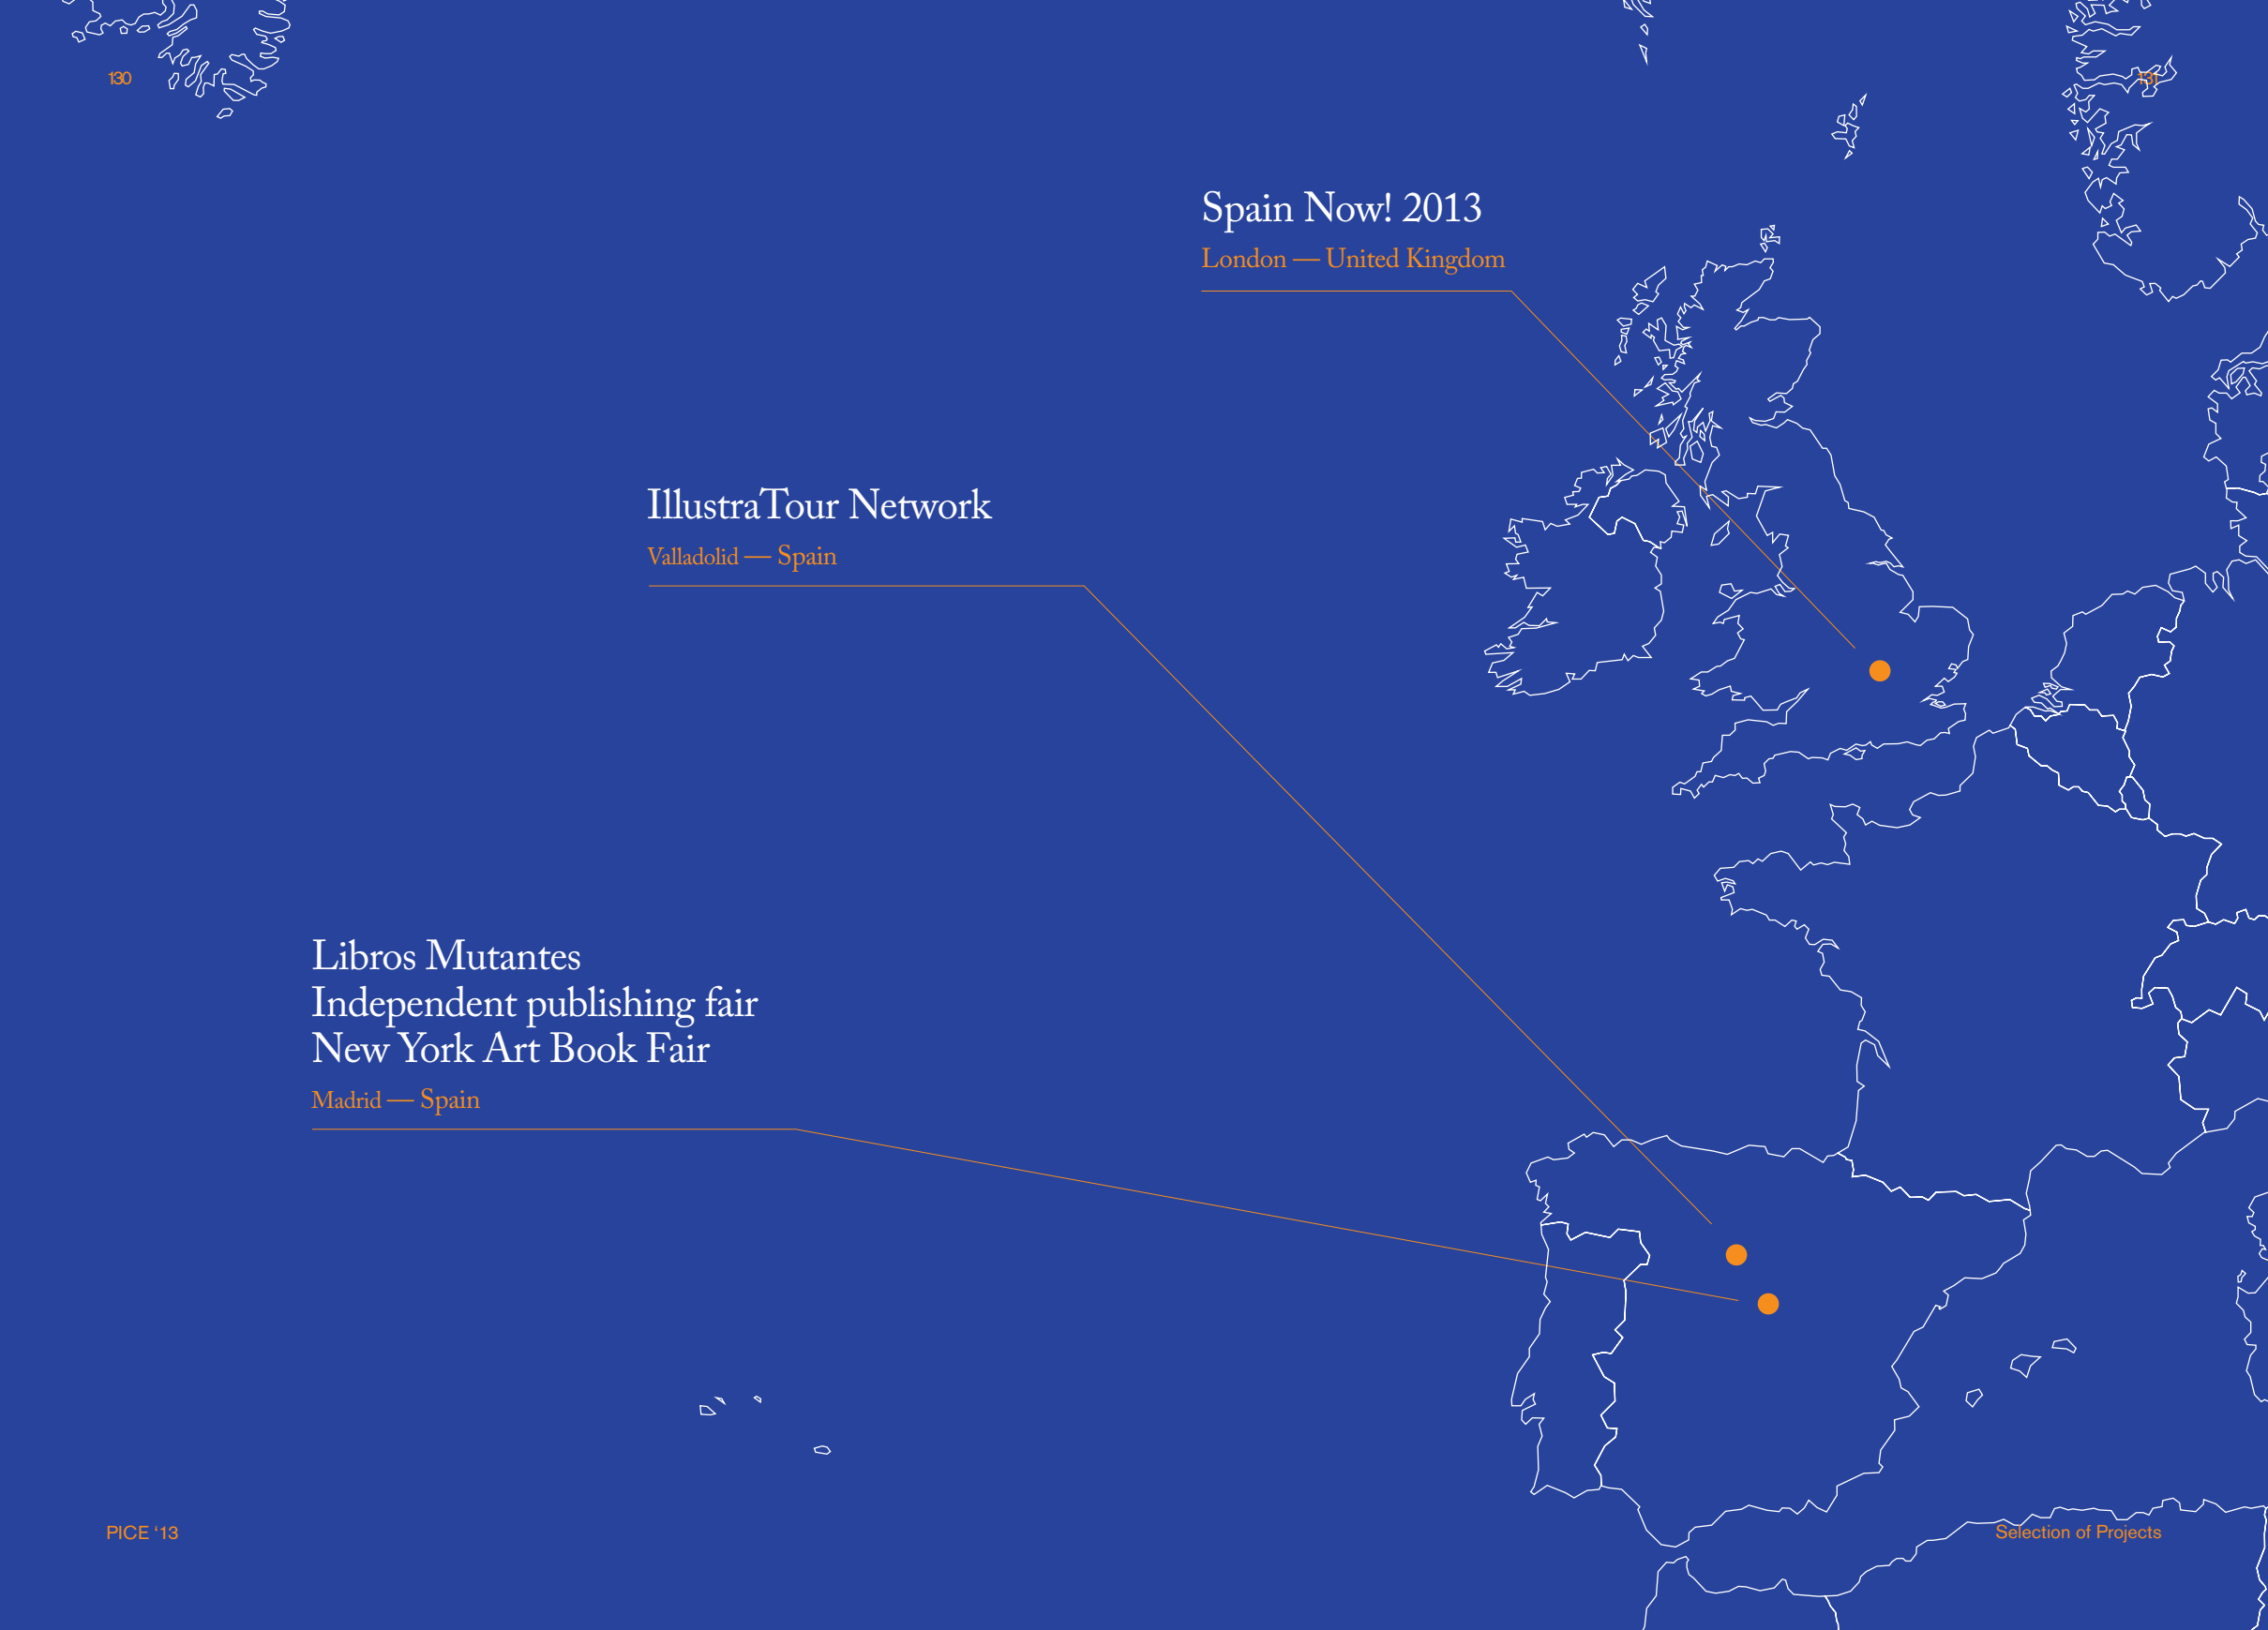 130
131
Spain Now! 2013
London — United Kingdom
IllustraTour Network
Valladolid — Spain
Libros Mutantes
Independent publishing fair
New York Art Book Fair
Madrid — Spain
PICE ‘13
Selection of Projects